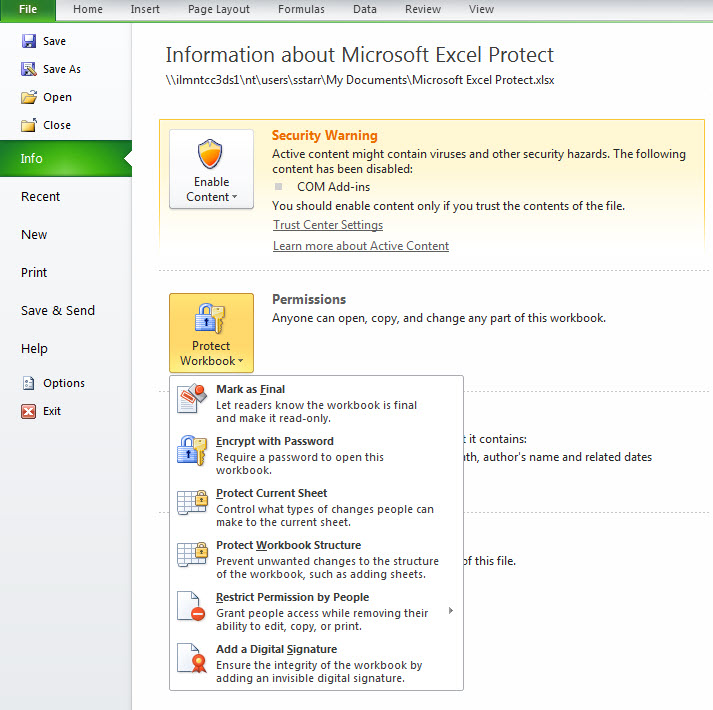 File Home Insert Page Layout Formulas Data Review View
Save
Save As
Open
Close
Info
Recent
New
Print
Save & Send
Help
Options
Exit
Information about Microsoft Excel Protect
\\ilmntcc3ds1\nt\users\sstarr\My Documents\Microsoft Excel Protect.xlsx
Enable
Content
Security Warning
Active content might contain viruses and other security hazards. The following
content has been disabled:
COM Add-ins
You should enable content only if you trust the contents of the file.
Trust Center Settings
Learn more about Active Content
Protect
Workbook
Permissions
Anyone can open, copy, and change any part of this workbook.
Mark as Final
Let readers know the workbook is final
and make it read-only.
Encrypt with Password
Require a password to open this
workbook.
Protect Current Sheet
Control what types of changes people can
make to the current sheet.
Protect Workbook Structure
Prevent unwanted changes to the structure
of the workbook, such as adding sheets.
Restrict Permission by People
Grant people access while removing their
ability to edit, copy, or print.
Add a Digital Signature
Ensure the integrity of the workbook by
adding an invisible digital signature.
it contains:
author's name and related dates
of this file.